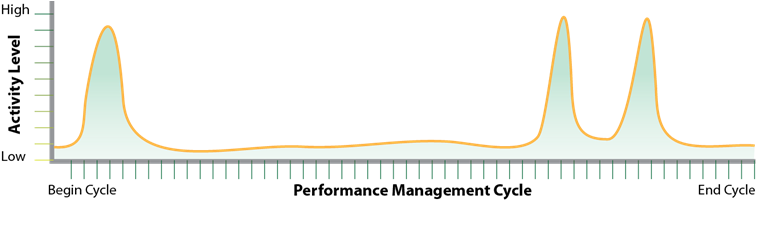 High
Activity Level
Low
Begin Cycle
Performance Management Cycle
End Cycle